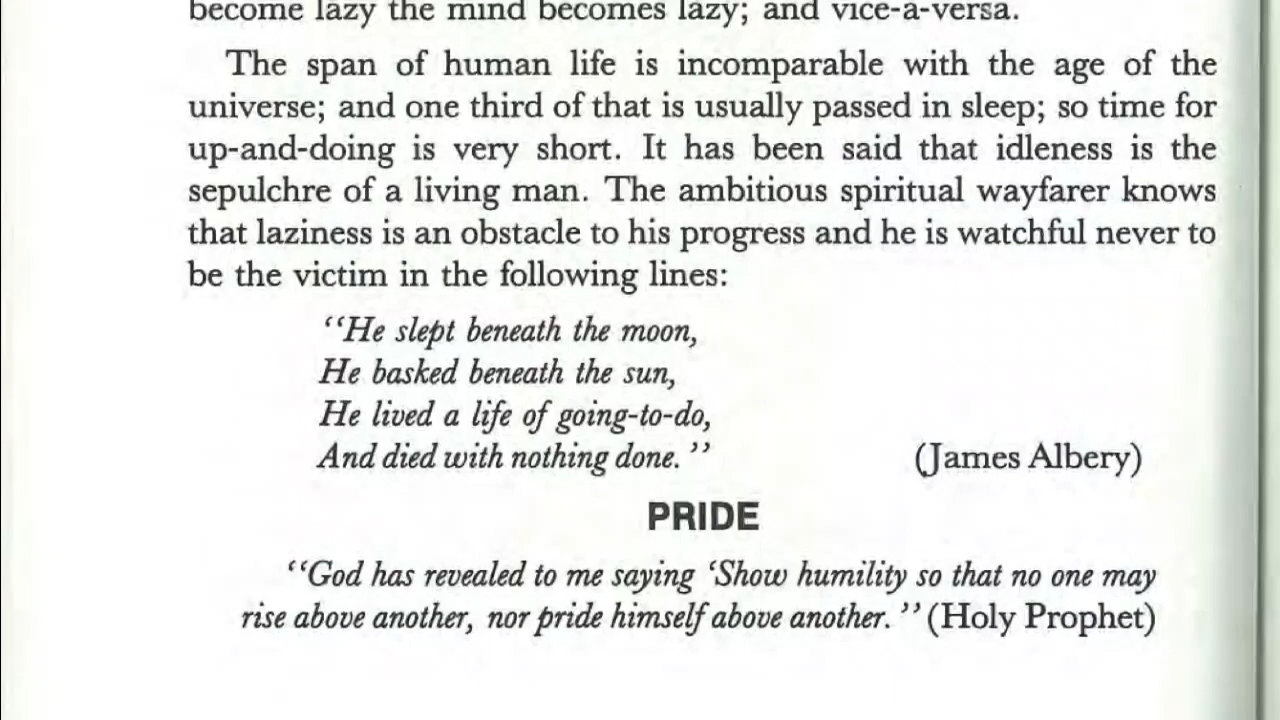 become lazy the mind becomes lazy; and vice-a-versa.
The span of human life is incomparable with the age of the
universe; and one third of that is usually passed in sleep; so time for
up-and-doing is very short. It has been said that idleness is the
sepulchre of a living man. The ambitious spiritual wayfarer knows
that laziness is an obstacle to his progress and he is watchful never to
be the victim in the following lines:
‘‘He slept beneath the moon,
He basked beneath the sun,
He lived a life of going-to-do,
And died with nothing done.’’ (James Albery)
PRIDE
‘‘God has revealed to me saying ‘Show humility so that no one may
rise above another, nor pride himself above another.’’ (Holy Prophet)